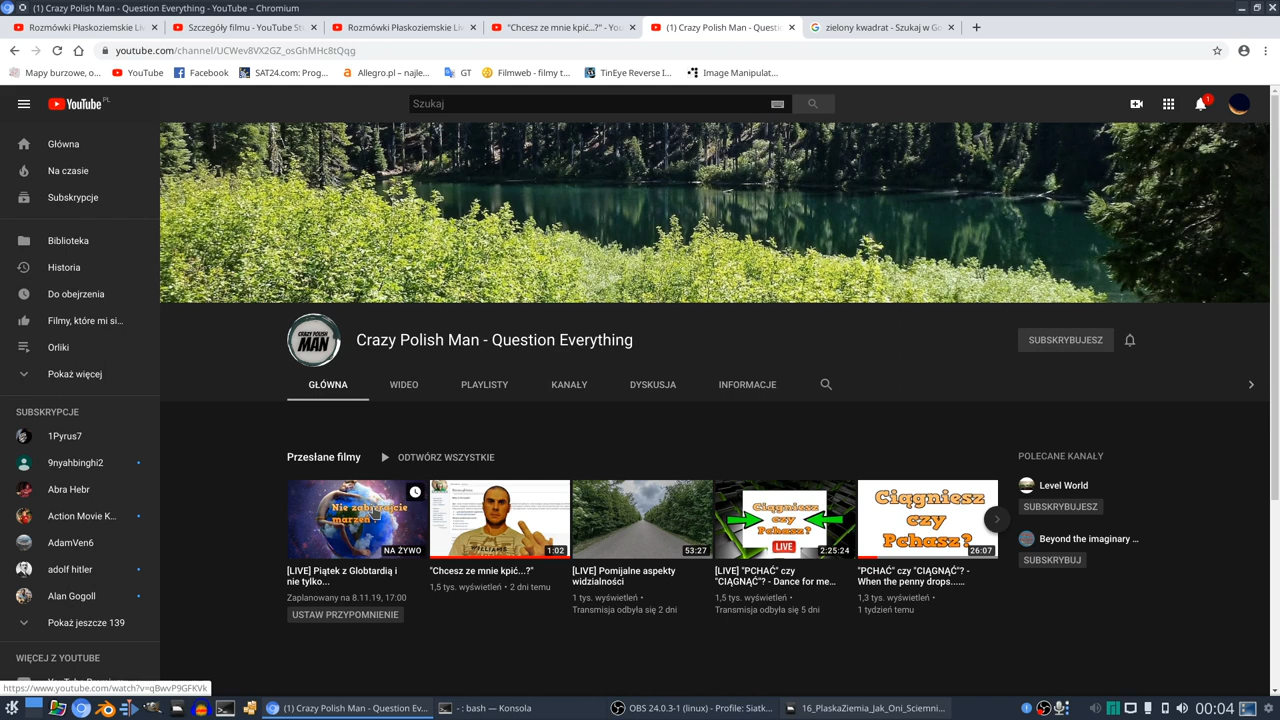 (1) Crazy Polish Man - Question Everything - YouTube – Chromium
Rozmówki Płaskoziemskie Li
Szczegóły filmu - YouTube St
Rozmówki Płaskoziemskie Li
"Chcesz ze mnie kpić...?" - You
(1) Crazy Polish Man - Questi
zielony kwadrat - Szukaj w Go
youtube.com/channel/UCWev8VX2GZ_osGhMHc8tQqg
Mapy burzowe, o...
YouTube
Facebook
SAT24.com: Prog...
Allegro.pl – najle...
GT
Filmweb - filmy t...
TinEye Reverse I...
Image Manipulat...
YouTube PL
Szukaj
1
Główna
Na czasie
Subskrypcje
Biblioteka
Historia
Do obejrzenia
Filmy, które mi si...
Orliki
Pokaż więcej
SUBSKRYPCJE
1Pyrus7
9nyahbinghi2
Abra Hebr
Action Movie K...
AdamVen6
adolf hitler
Alan Gogoll
Pokaż jeszcze 139
WIĘCEJ Z YOUTUBE
CRAZY POLISH
MAN
Crazy Polish Man - Question Everything
SUBSKRYBUJESZ
GŁÓWNA
WIDEO
PLAYLISTY
KANAŁY
DYSKUSJA
INFORMACJE
Przesłane filmy
ODTWÓRZ WSZYSTKIE
Nie zabijajcie
marzeń
NA ŻYWO
[LIVE] Piątek z Głobtardią i
nie tylko...
Zaplanowany na 8.11.19, 17:00
USTAW PRZYPOMNIENIE
WILLIAMS
1:02
"Chcesz ze mnie kpić...?"
1,5 tys. wyświetleń • 2 dni temu
53:27
[LIVE] Pomijalne aspekty
widzialności
1 tys. wyświetleń •
Transmisja odbyła się 2 dni
Ciągniesz
czy
Pchasz?
LIVE
2:25:24
[LIVE] "PCHAĆ" czy
"CIĄGNĄĆ"? - Dance for me...
1,5 tys. wyświetleń •
Transmisja odbyła się 5 dni
Ciągniesz
czy
Pchasz?
26:07
"PCHAĆ" czy "CIĄGNĄĆ"? -
When the penny drops......
1,3 tys. wyświetleń •
1 tydzień temu
POLECANE KANAŁY
Level World
SUBSKRYBUJESZ
Beyond the imaginary ...
SUBSKRYBUJ
https://www.youtube.com/watch?v=qBwvP9GFKVk
(1) Crazy Polish Man - Question Ev...
- : bash — Konsola
OBS 24.0.3-1 (linux) - Profile: Siatk...
16_PlaskaZiemia_Jak_Oni_Sciemni...
00:04